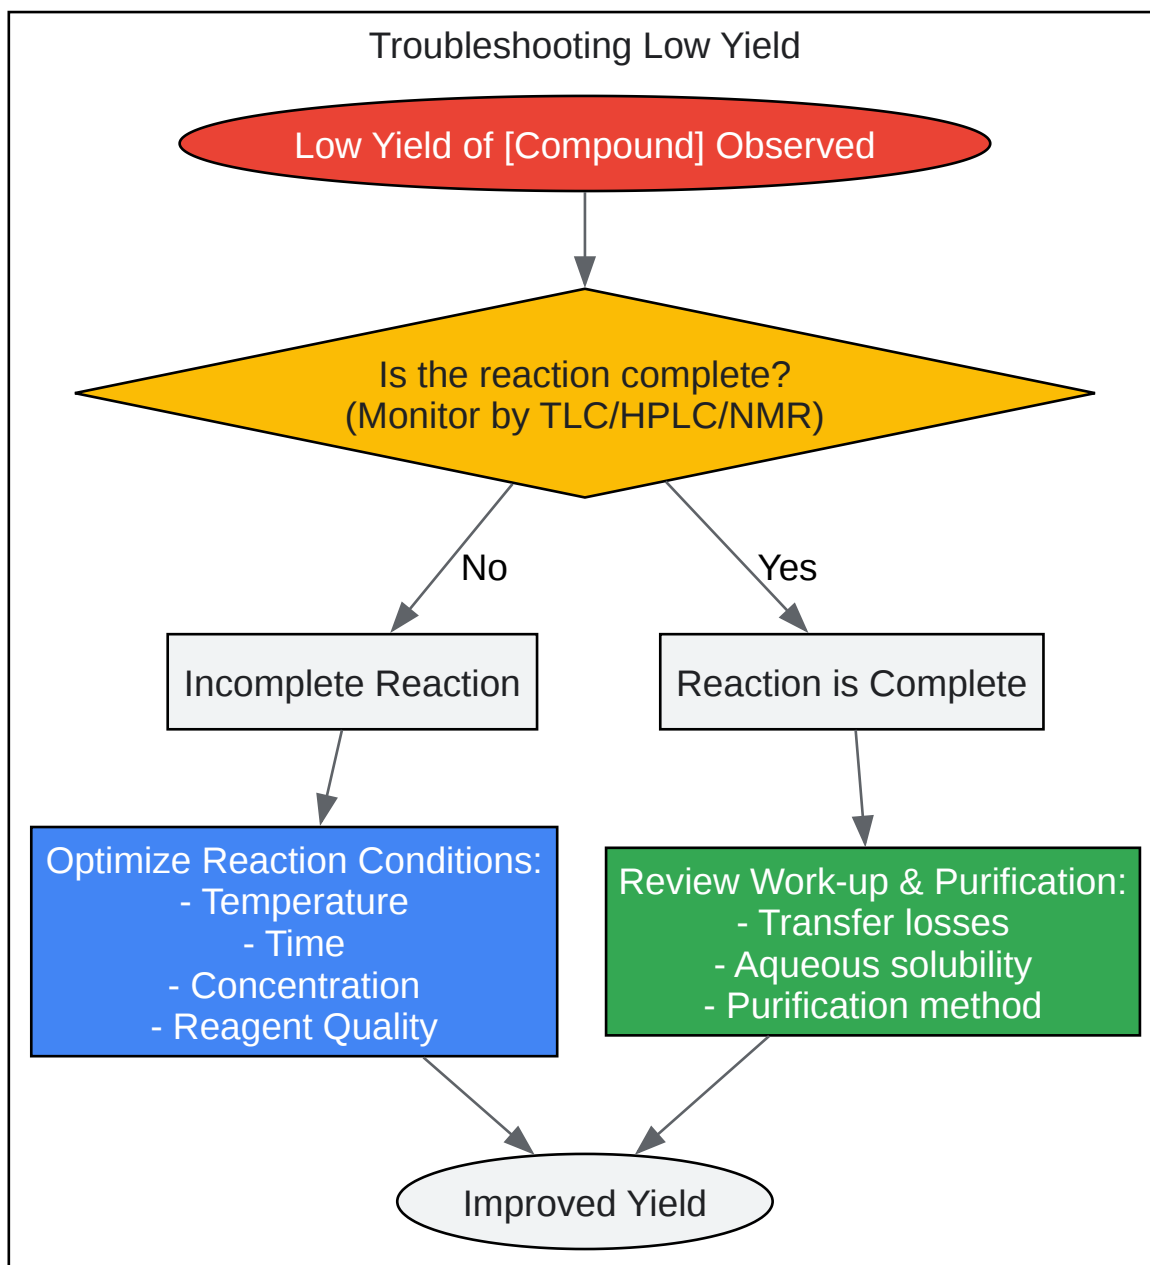 Troubleshooting Low Yield
Low Yield of [Compound] Observed
Is the reaction complete?
(Monitor by TLC/HPLC/NMR)
No
Yes
Incomplete Reaction
Reaction is Complete
Optimize Reaction Conditions:
- Temperature
- Time
- Concentration
- Reagent Quality
Review Work-up & Purification:
- Transfer losses
- Aqueous solubility
- Purification method
Improved Yield